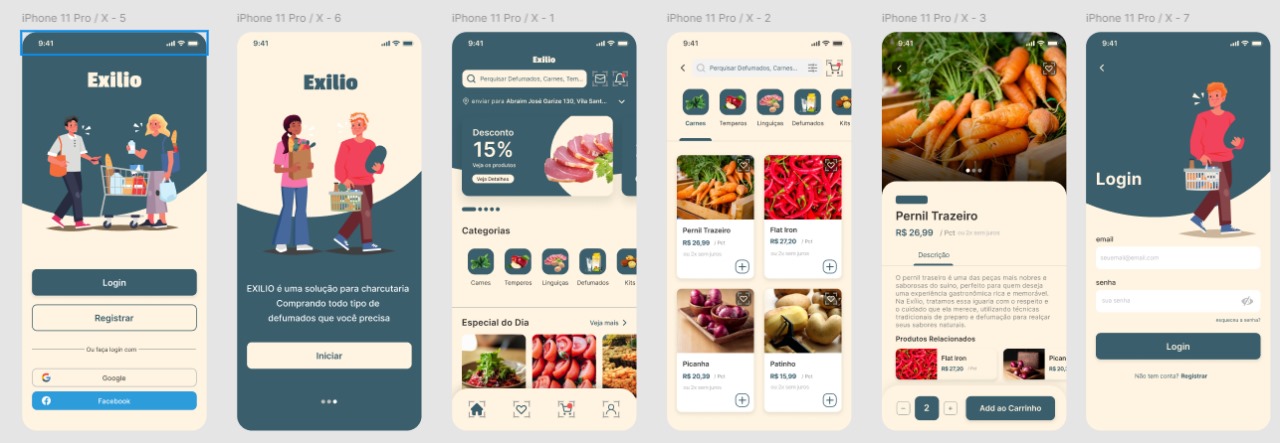 iPhone 11 Pro / X - 5
9:41
Exilio
Login
Registrar
Ou faça login com
Google
Facebook
iPhone 11 Pro / X - 6
9:41
Exilio
EXILIO é uma solução para charcutaria
Comprando todo tipo de
defumados que você precisa
Iniciar
iPhone 11 Pro / X - 1
9:41
Exilio
Perquisar Defumados, Carnes, Tem...
enviar para Abraim José Garize 130, Vila Sant...
Desconto
15%
Veja os produtos
Veja Detalhes
Categorias
Carnes Temperos Linguiças Defumados Kits
Especial do Dia
Veja mais
iPhone 11 Pro / X - 2
9:41
Perquisar Defumados, Carnes...
Carnes Temperos Linguiças Defumados Kits
Pernil Trazeiro
R$ 26,99 / Pct
ou 2x sem juros
Flat Iron
R$ 27,20 / Pct
ou 2x sem juros
Picanha
R$ 20,39 / Pct
ou 2x sem juros
Patinho
R$ 15,99 / Pct
ou 2x sem juros
iPhone 11 Pro / X - 3
9:41
Pernil Trazeiro
R$ 26,99 / Pct ou 2x sem juros
Descrição
O pernil traseiro é uma das peças mais nobres e
saborosas do suíno, perfeito para quem deseja
uma experiência gastronômica rica e memorável.
Na Exílio, tratamos essa iguaria com o respeito e
o cuidado que ela merece, utilizando técnicas
tradicionais de preparo e defumação para realçar
seus sabores naturais.
Produtos Relacionados
Flat Iron
R$ 27,20 / Pct
Pican
R$ 20,
2
Add ao Carrinho
iPhone 11 Pro / X - 7
9:41
Login
email
seuemail@email.com
senha
sua senha
esqueceu a senha?
Login
Não tem conta? Registrar